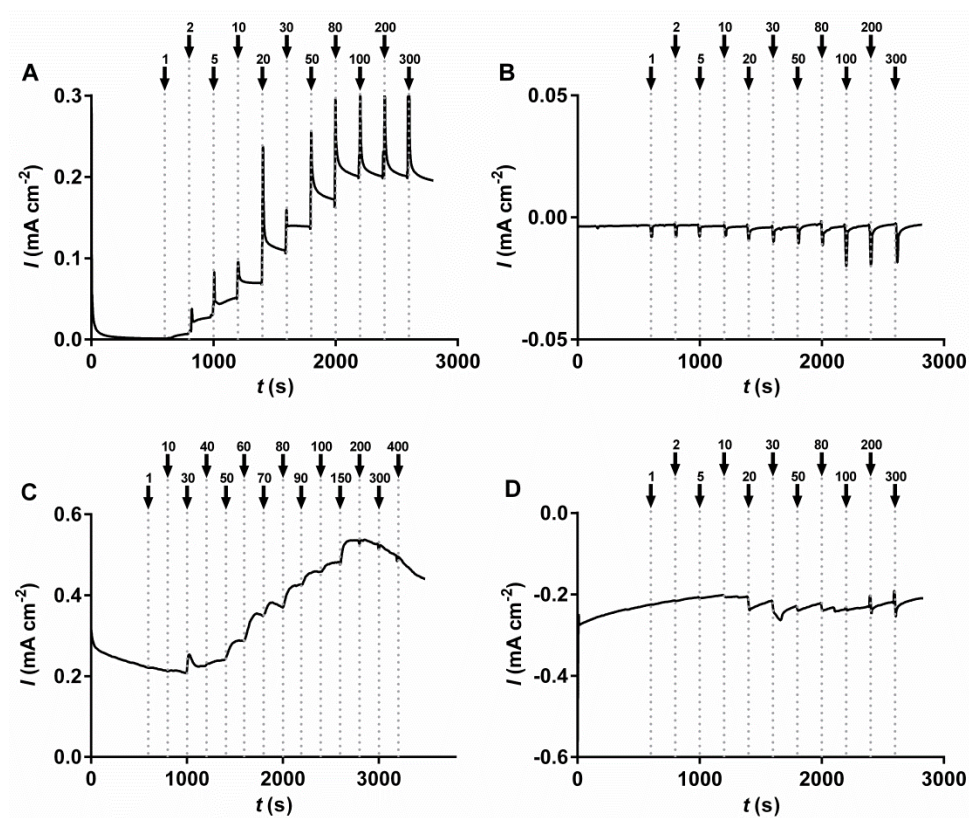 2 10 30 80 200
A 1 5 20 50 100 300
0.3
0.2
0.1
0.0
I (mA cm-2)
0 1000 2000 3000
t (s)
2 10 30 80 200
B 1 5 20 50 100 300
0.05
0.00
-0.05
I (mA cm-2)
0 1000 2000 3000
t (s)
10 40 60 80 100 200 400
C 1 30 50 70 90 150 300
0.6
0.4
0.2
0.0
I (mA cm-2)
0 1000 2000 3000
t (s)
2 10 30 80 200
D 1 5 20 50 100 300
0.0
-0.2
-0.4
-0.6
I (mA cm-2)
0 1000 2000 3000
t (s)